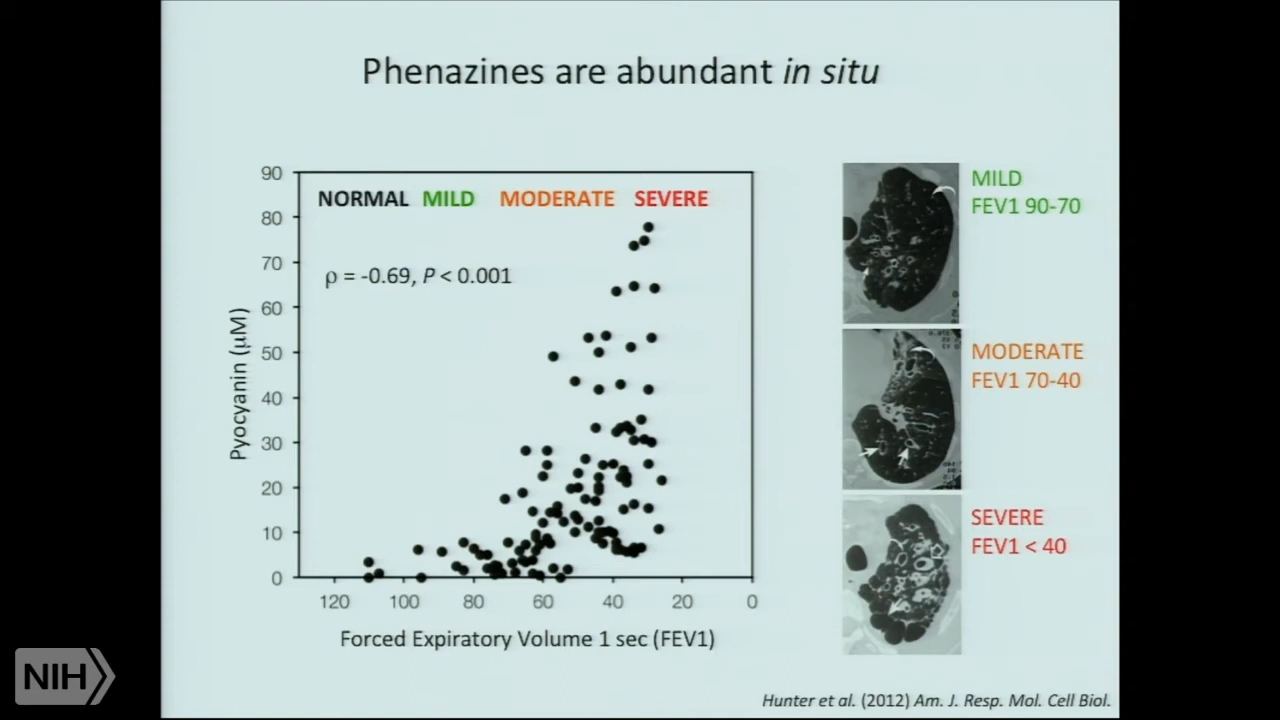 Phenazines are abundant in situ
90
80
70
60
50
40
30
20
10
0
Pyocyanin (μM)
NORMAL MILD MODERATE SEVERE
ρ = -0.69, P < 0.001
120 100 80 60 40 20 0
Forced Expiratory Volume 1 sec (FEV1)
MILD
FEV1 90-70
MODERATE
FEV1 70-40
SEVERE
FEV1 < 40
NIH
Hunter et al. (2012) Am. J. Resp. Mol. Cell Biol.